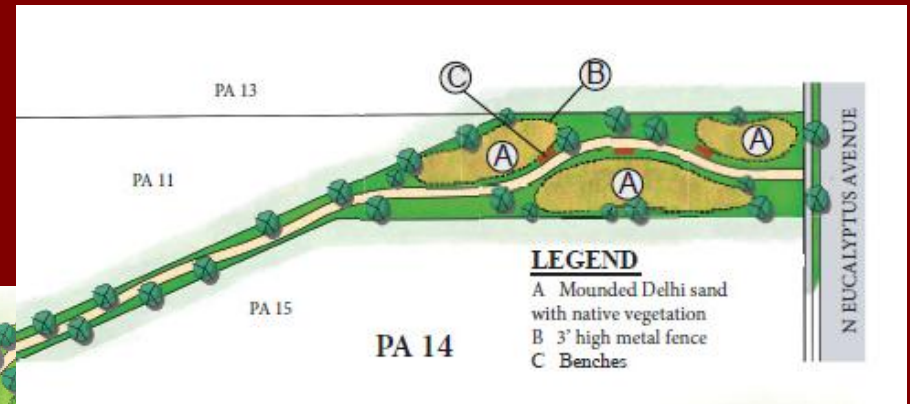 C
B
PA 13
A
A
A
PA 11
N EUCALYPTUS AVENUE
LEGEND
A Mounded Delhi sand
with native vegetation
B 3' high metal fence
C Benches
PA 15
PA 14